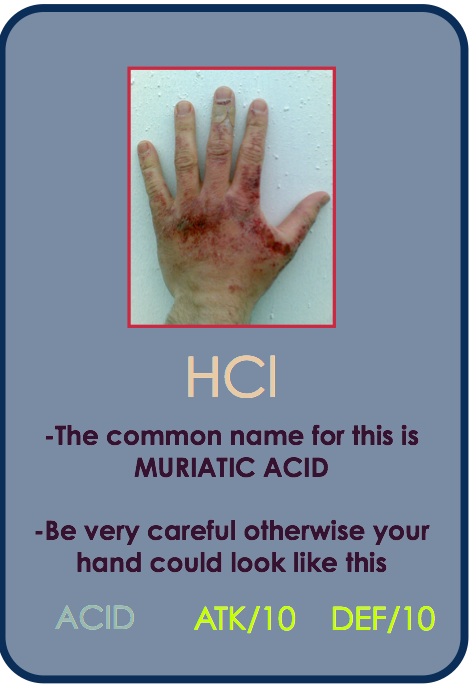 HCl
-The common name for this is
MURIATIC ACID
-Be very careful otherwise your
hand could look like this
ACID ATK/10 DEF/10